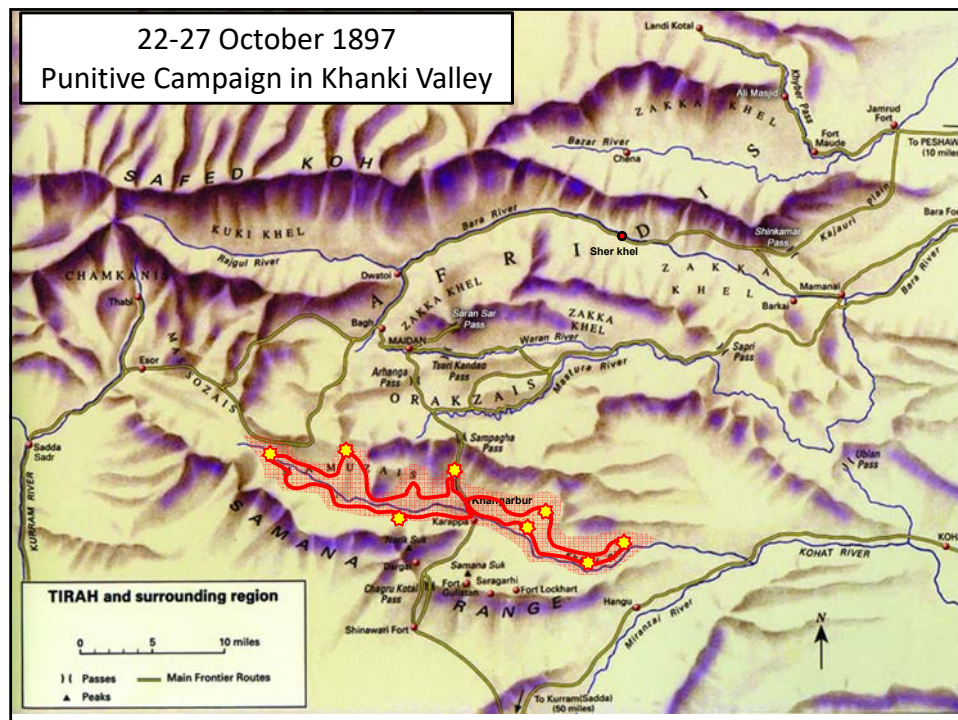 22-27 October 1897
Punitive Campaign in Khanki Valley
Landi Kotal
Khyber Pass
Ali Masjid
ZAKKA KHEL
Jamrud
Fort
Fort
Maude
To PESHAW
(10 miles)
Bazar River
Chena
SAFED KOH
AFRIDIS
Bara River
KUKI KHEL
Rajgul River
Shinkamar
Pass
Kajauri Plain
Bara For
Sher khel
Dwatoi
CHAMKANIS
Thabi
ZAKKA
KHEL
Mamanai
Barkai
Bara River
ZAKKA KHEL
Saran Sar
Pass
ZAKKA
KHEL
Bagh
MAIDAN
Waran River
Tseri Kandao
Pass
Sapri
Pass
Esor
MASSOZAIS
Arhanga
Pass
Mastura River
ORAKZAIS
Sampagha
Pass
Sadda
Sadr
Ublan
Pass
MUZAIS
Khangarbur
Karappa
KURRAM RIVER
SAMANA
RANGE
Narik Suk
Dargai
Samana Suk
Chagru Kotal
Pass
Fort
Gulistan
Seragarhi
Fort Lockhart
KOHAT RIVER
KOHA
Hangu
Miranzai River
Shinawari Fort
TIRAH and surrounding region
0 5 10 miles
Passes
Main Frontier Routes
Peaks
N
To Kurram(Sadda)
(50 miles)